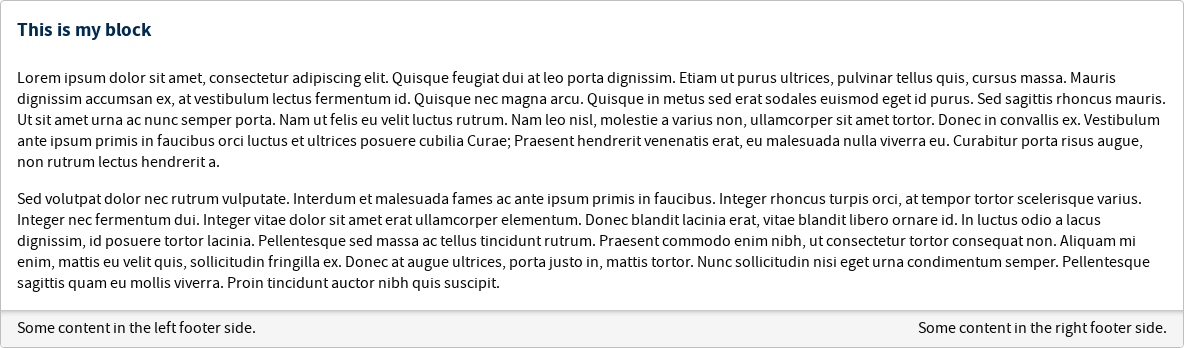 This is my block
Lorem ipsum dolor sit amet, consectetur adipiscing elit. Quisque feugiat dui at leo porta dignissim. Etiam ut purus ultrices, pulvinar tellus quis, cursus massa. Mauris
dignissim accumsan ex, at vestibulum lectus fermentum id. Quisque nec magna arcu. Quisque in metus sed erat sodales euismod eget id purus. Sed sagittis rhoncus mauris.
Ut sit amet urna ac nunc semper porta. Nam ut felis eu velit luctus rutrum. Nam leo nisl, molestie a varius non, ullamcorper sit amet tortor. Donec in convallis ex. Vestibulum
ante ipsum primis in faucibus orci luctus et ultrices posuere cubilia Curae; Praesent hendrerit venenatis erat, eu malesuada nulla viverra eu. Curabitur porta risus augue,
non rutrum lectus hendrerit a.
Sed volutpat dolor nec rutrum vulputate. Interdum et malesuada fames ac ante ipsum primis in faucibus. Integer rhoncus turpis orci, at tempor tortor scelerisque varius.
Integer nec fermentum dui. Integer vitae dolor sit amet erat ullamcorper elementum. Donec blandit lacinia erat, vitae blandit libero ornare id. In luctus odio a lacus
dignissim, id posuere tortor lacinia. Pellentesque sed massa ac tellus tincidunt rutrum. Praesent commodo enim nibh, ut consectetur tortor consequat non. Aliquam mi
enim, mattis eu velit quis, sollicitudin fringilla ex. Donec at augue ultrices, porta justo in, mattis tortor. Nunc sollicitudin nisi eget urna condimentum semper. Pellentesque
sagittis quam eu mollis viverra. Proin tincidunt auctor nibh quis suscipit.
Some content in the left footer side.
Some content in the right footer side.